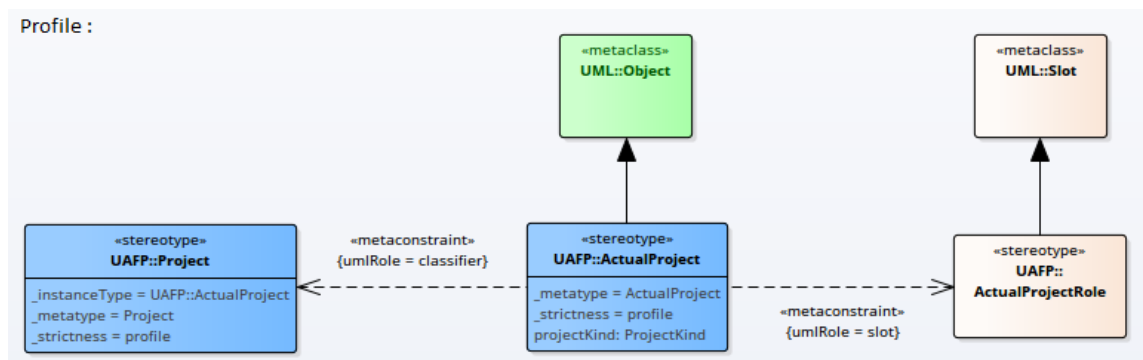 Profile :
«metaclass»
UML::Object
«metaclass»
UML::Slot
«stereotype»
UAFP::Project
_instanceType = UAFP::ActualProject
_metatype = Project
_strictness = profile
«metaconstraint»
{umlRole = classifier}
«stereotype»
UAFP::ActualProject
_metatype = ActualProject
_strictness = profile
projectKind: ProjectKind
«metaconstraint»
{umlRole = slot}
«stereotype»
UAFP::
ActualProjectRole